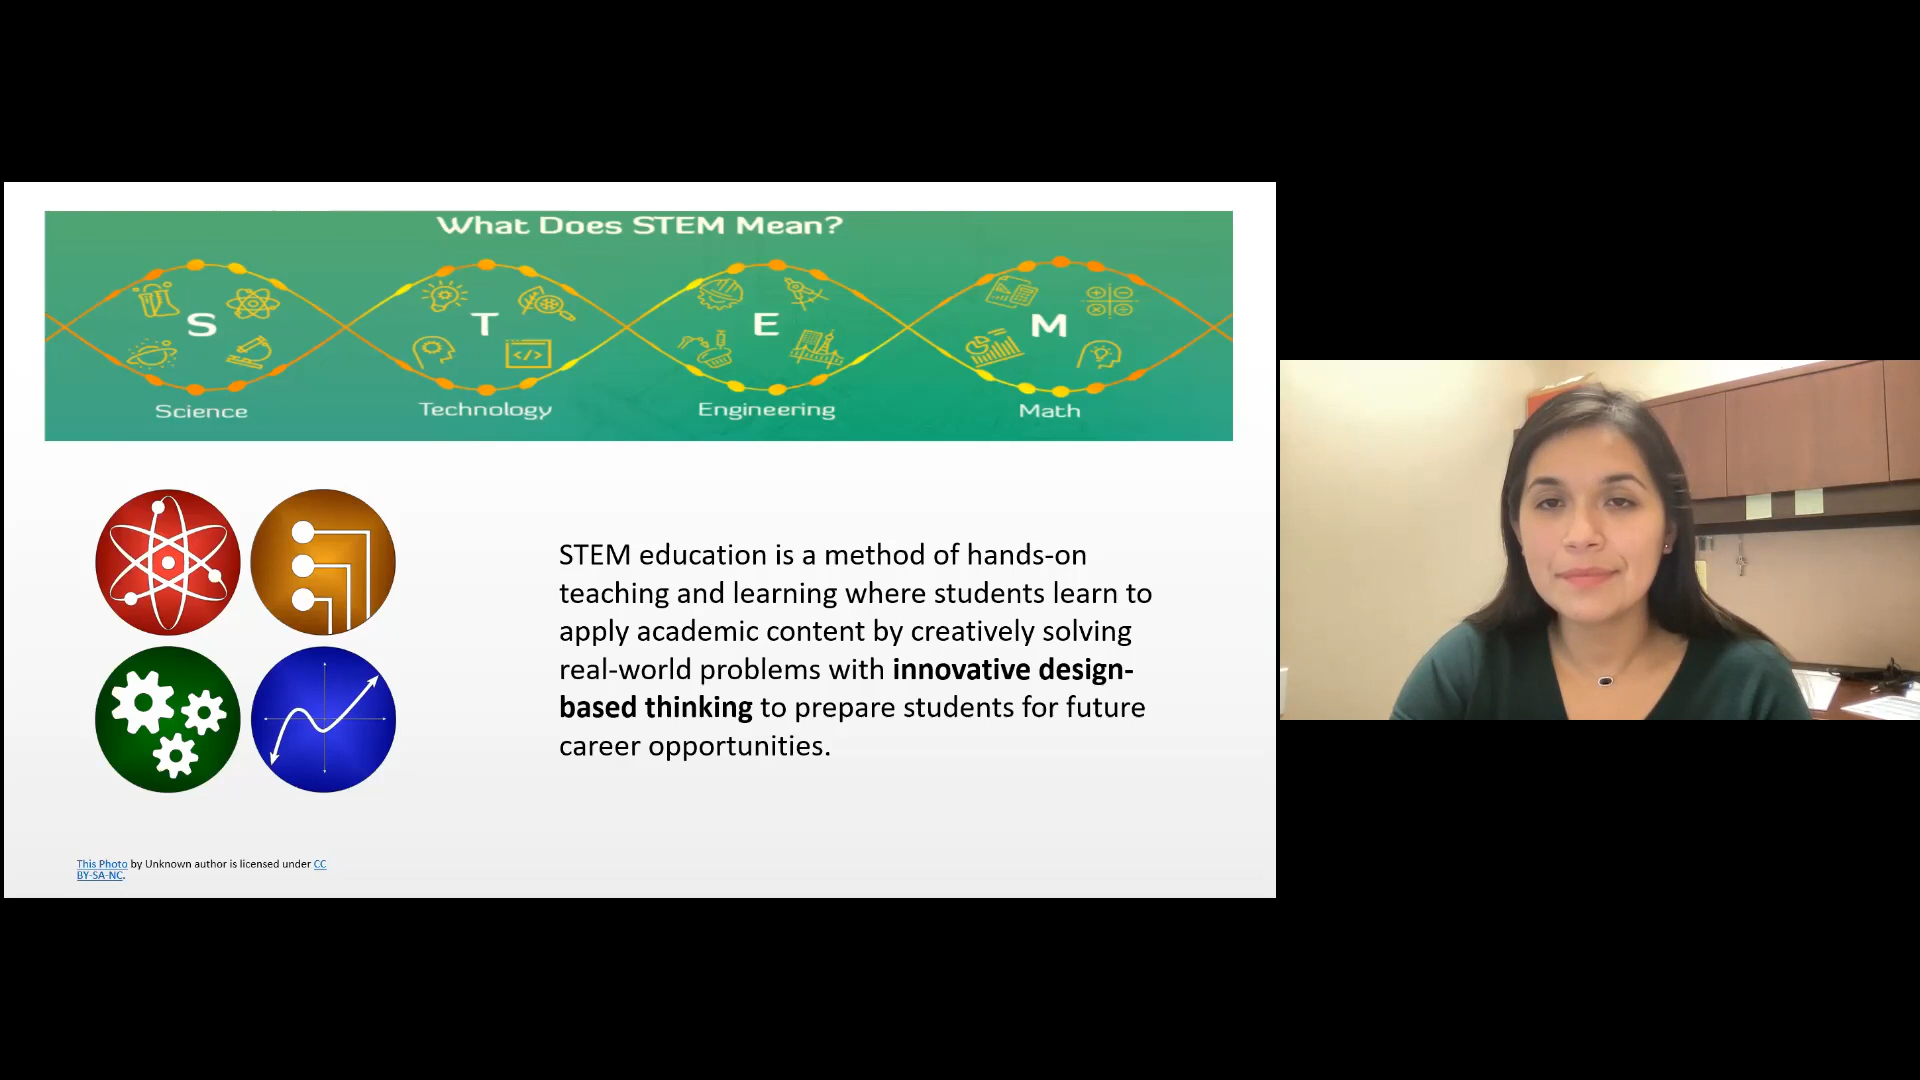 What Does STEM Mean?
S T E M
Science Technology Engineering Math
STEM education is a method of hands-on
teaching and learning where students learn to
apply academic content by creatively solving
real-world problems with innovative design-
based thinking to prepare students for future
career opportunities.
This Photo by Unknown author is licensed under CC
BY-SA-NC.